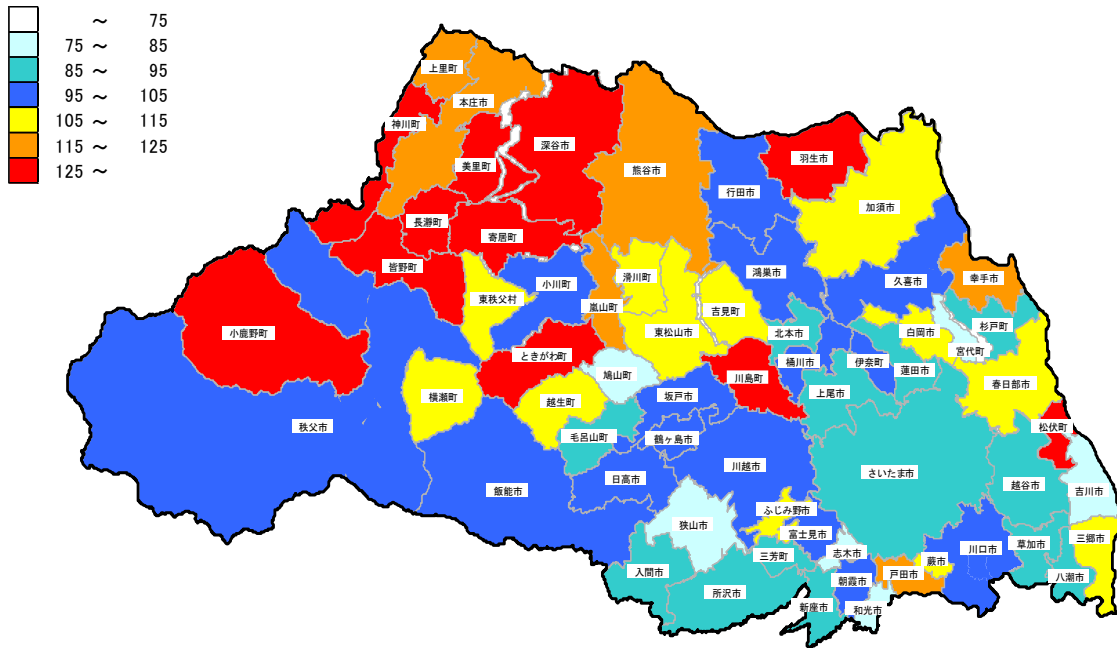 ～ 75
75 ～ 85
85 ～ 95
95 ～ 105
105 ～ 115
115 ～ 125
125 ～
上里町
本庄市
神川町
美里町
深谷市
熊谷市
羽生市
行田市
加須市
長瀞町
寄居町
皆野町
東秩父村
小川町
嵐山町
滑川町
吉見町
鴻巣市
久喜市
幸手市
小鹿野町
東松山市
北本市
白岡市
杉戸町
宮代町
ときがわ町
鳩山町
川島町
桶川市
伊奈町
蓮田市
春日部市
横瀬町
越生町
坂戸市
上尾市
松伏町
秩父市
毛呂山町
鶴ヶ島市
川越市
さいたま市
越谷市
吉川市
飯能市
日高市
狭山市
ふじみ野市
富士見市
三芳町
志木市
入間市
所沢市
新座市
朝霞市
和光市
戸田市
蕨市
川口市
草加市
八潮市
三郷市